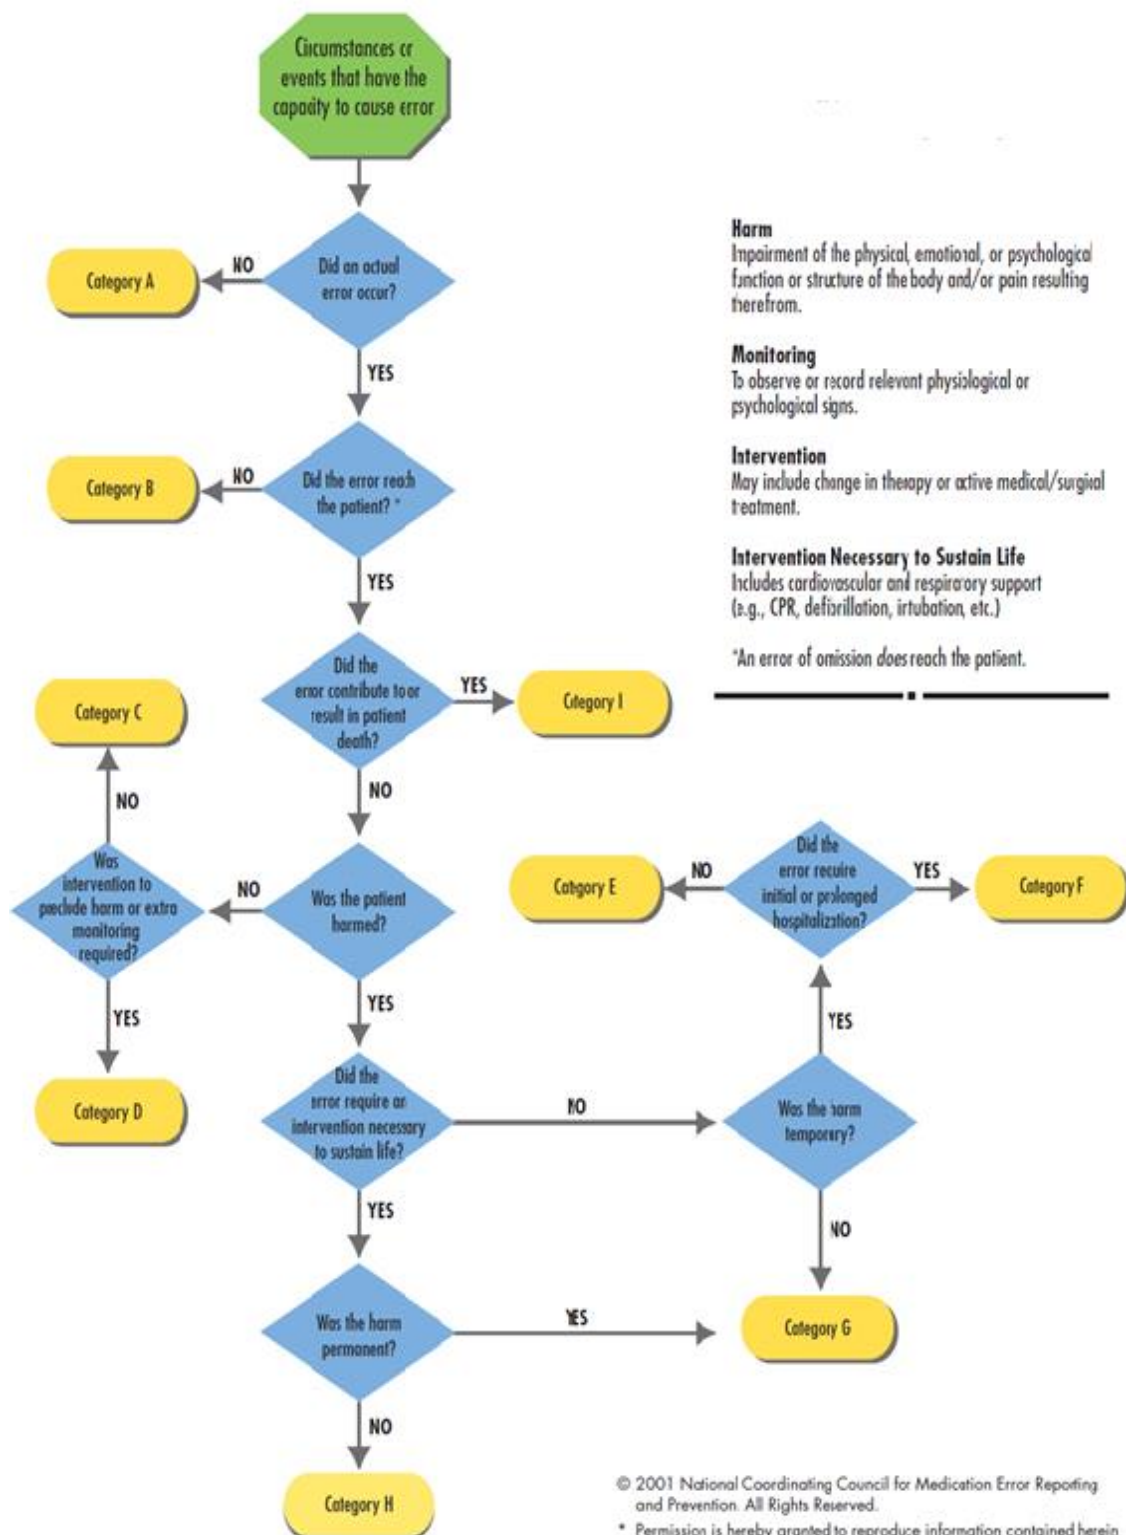 Circumstances or
events that have the
capacity to cause error
Did an actual
error occur?
NO
Category A
YES
Did the error reach
the patient? *
NO
Category B
YES
Did the
error contribute to or
result in patient
death?
YES
Category I
NO
Category C
NO
Was
intervention to
preclude harm or extra
monitoring
required?
NO
Was the patient
harmed?
YES
Category D
YES
Did the
error require an
intervention necessary
to sustain life?
NO
Was the harm
temporary?
YES
Did the
error require
initial or prolonged
hospitalization?
NO
Category E
YES
Category F
NO
Category G
YES
Was the harm
permanent?
YES
NO
Category H
Harm
Impairment of the physical, emotional, or psychological
function or structure of the body and/or pain resulting
therefrom.
Monitoring
To observe or record relevant physiological or
psychological signs.
Intervention
May include change in therapy or active medical/surgical
treatment.
Intervention Necessary to Sustain Life
Includes cardiovascular and respiratory support
(e.g., CPR, defibrillation, intubation, etc.)
*An error of omission does reach the patient.
© 2001 National Coordinating Council for Medication Error Reporting
and Prevention. All Rights Reserved.
* Permission is hereby granted to reproduce information contained herein